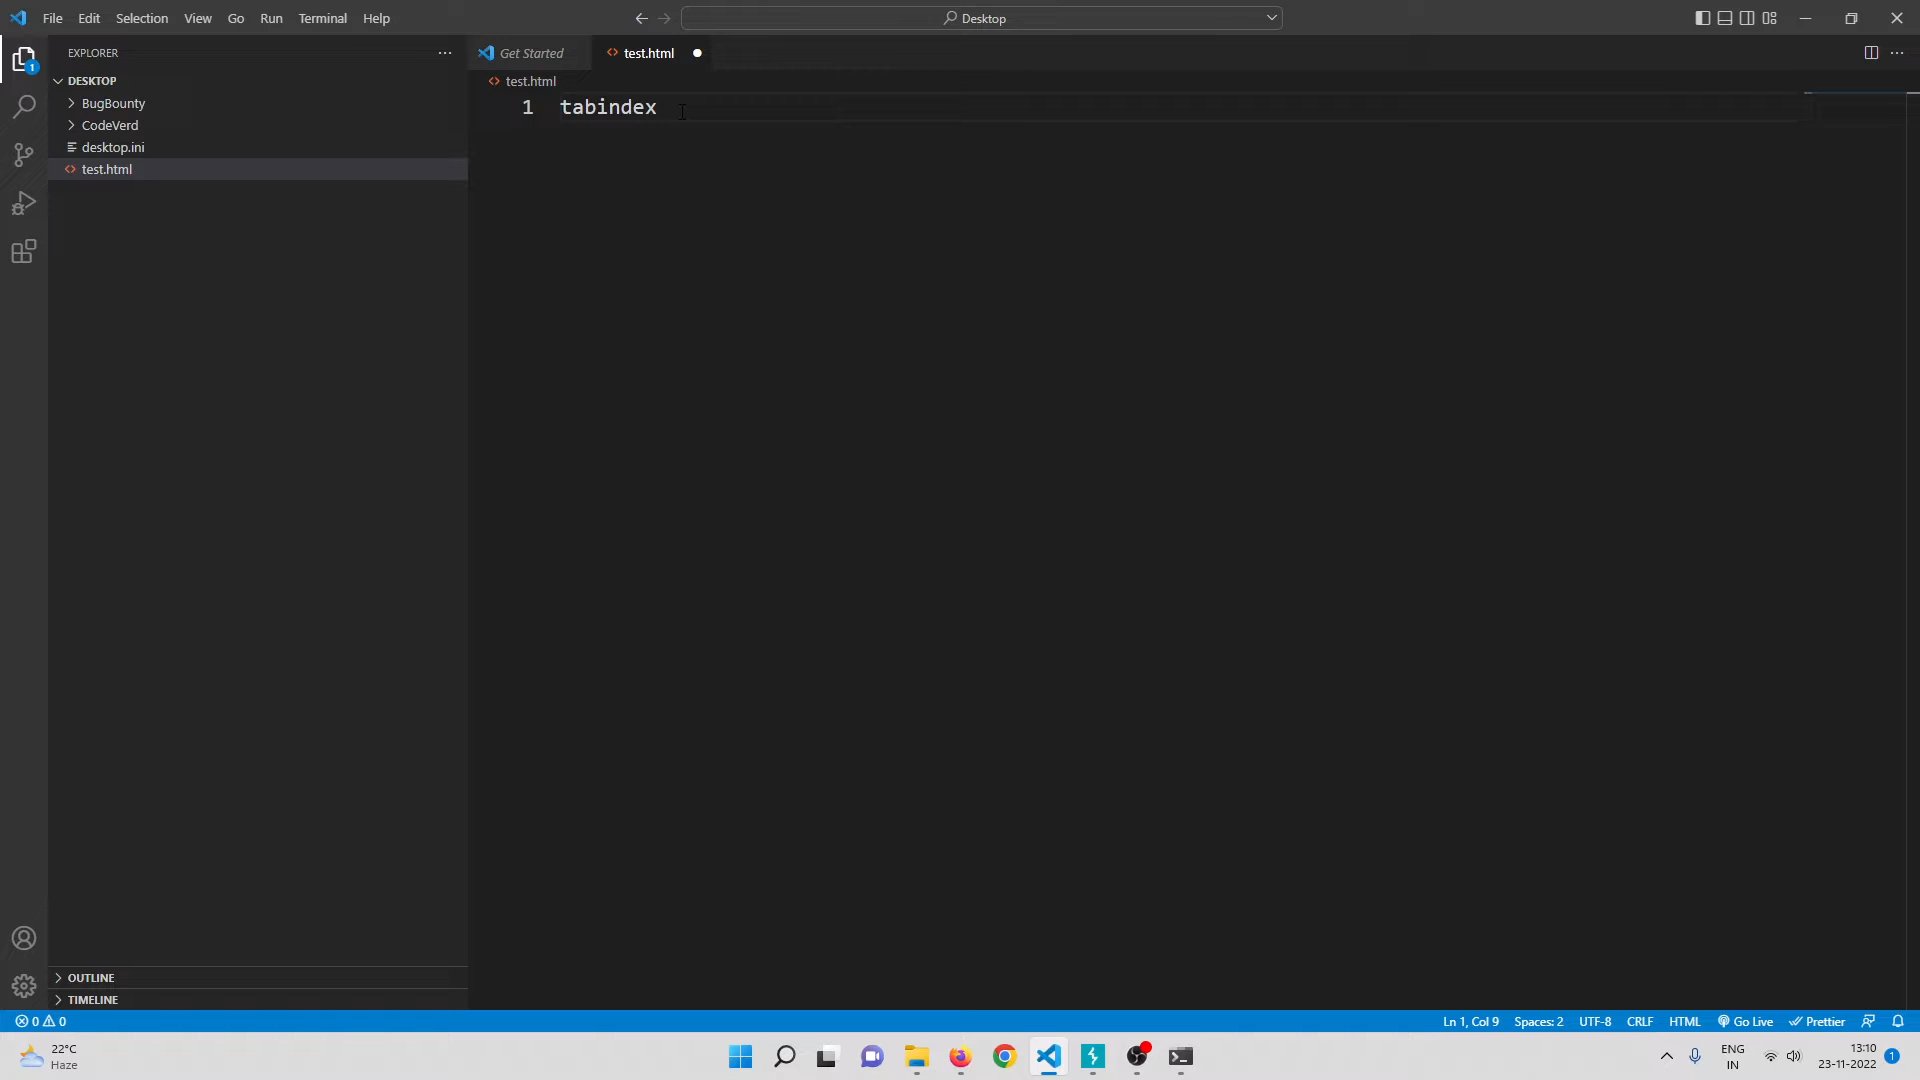 File Edit Selection View Go Run Terminal Help
Desktop
EXPLORER
DESKTOP
BugBounty
CodeVerd
desktop.ini
test.html
OUTLINE
TIMELINE
Get Started
test.html
test.html
1 tabindex
1
0 0
Ln 1, Col 9 Spaces: 2 UTF-8 CRLF HTML Go Live Prettier
22°C
Haze
ENG
IN
13:10
23-11-2022
1